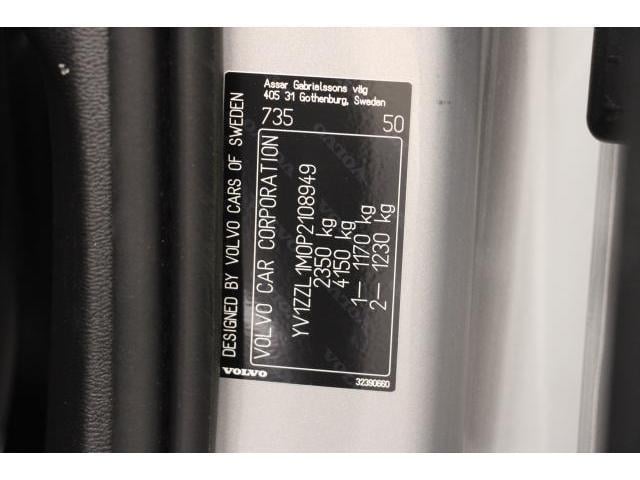 Assar Gabrielssons väg
405 31 Gothenburg, Sweden
735 50
DESIGNED BY VOLVO CARS OF SWEDEN
VOLVO CAR CORPORATION
YV1ZZL1M0P2108949
2350 kg
4150 kg
1– 1170 kg
2– 1230 kg
VOLVO
32390660